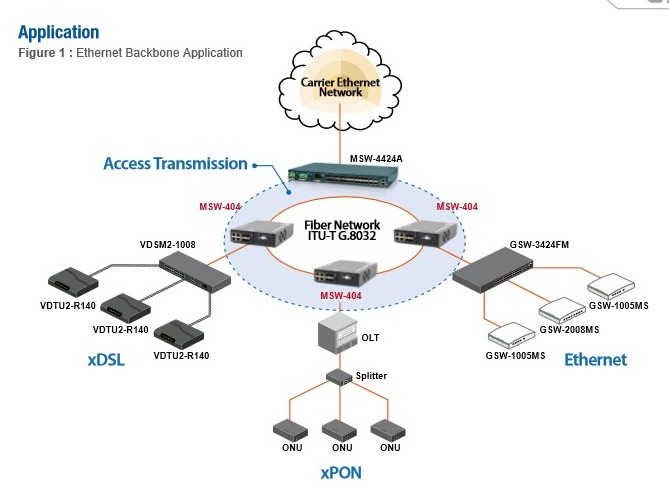 Application
Figure 1 : Ethernet Backbone Application
Carrier Ethernet
Network
MSW-4424A
Access Transmission
MSW-404
MSW-404
Fiber Network
ITU-T G.8032
VDSM2-1008
GSW-3424FM
MSW-404
VDTU2-R140
VDTU2-R140
VDTU2-R140
GSW-1005MS
GSW-2008MS
GSW-1005MS
OLT
xDSL
Ethernet
Splitter
ONU
ONU
ONU
xPON